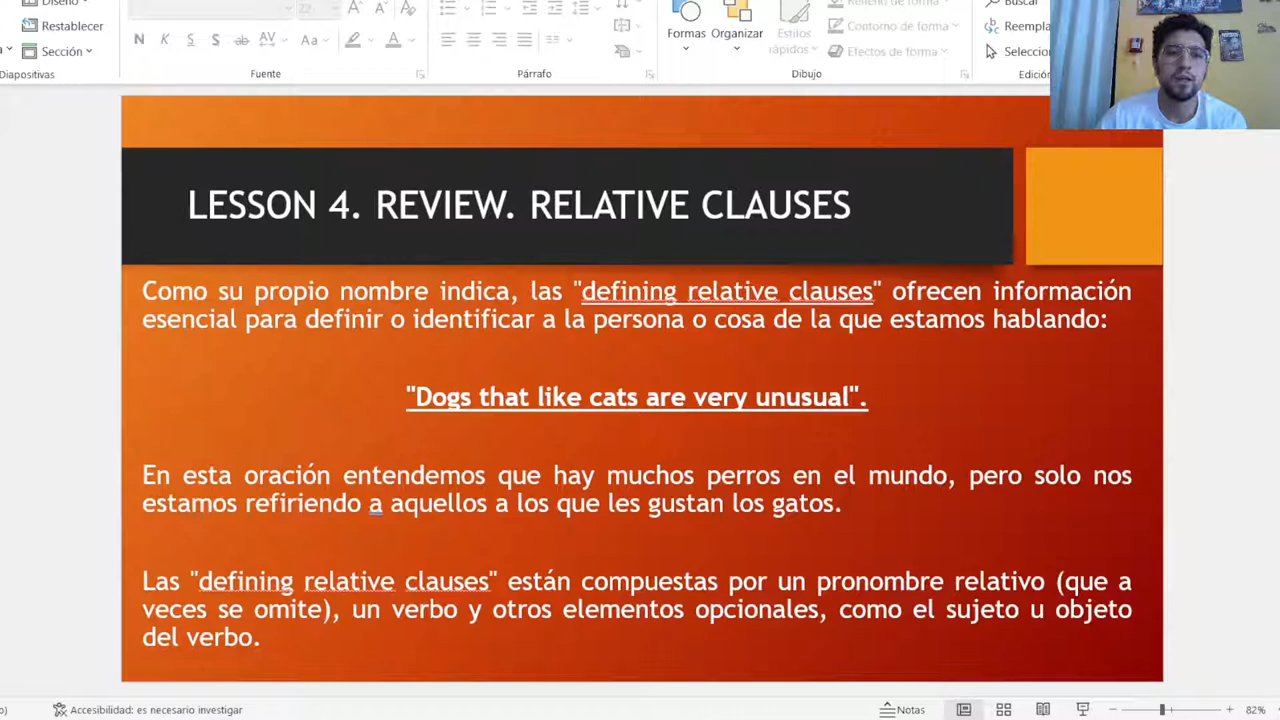 Diseño
Restablecer
Sección
Diapositivas
N K S S ab AV Aa A
Fuente
Párrafo
Formas
Organizar
Estilos
rápidos
Relleno de forma
Contorno de forma
Efectos de forma
Dibujo
Buscar
Reempla
Seleccion
Edición
LESSON 4. REVIEW. RELATIVE CLAUSES
Como su propio nombre indica, las "defining relative clauses" ofrecen información
esencial para definir o identificar a la persona o cosa de la que estamos hablando:
"Dogs that like cats are very unusual".
En esta oración entendemos que hay muchos perros en el mundo, pero solo nos
estamos refiriendo a aquellos a los que les gustan los gatos.
Las "defining relative clauses" están compuestas por un pronombre relativo (que a
veces se omite), un verbo y otros elementos opcionales, como el sujeto u objeto
del verbo.
o)
Accesibilidad: es necesario investigar
Notas
82%